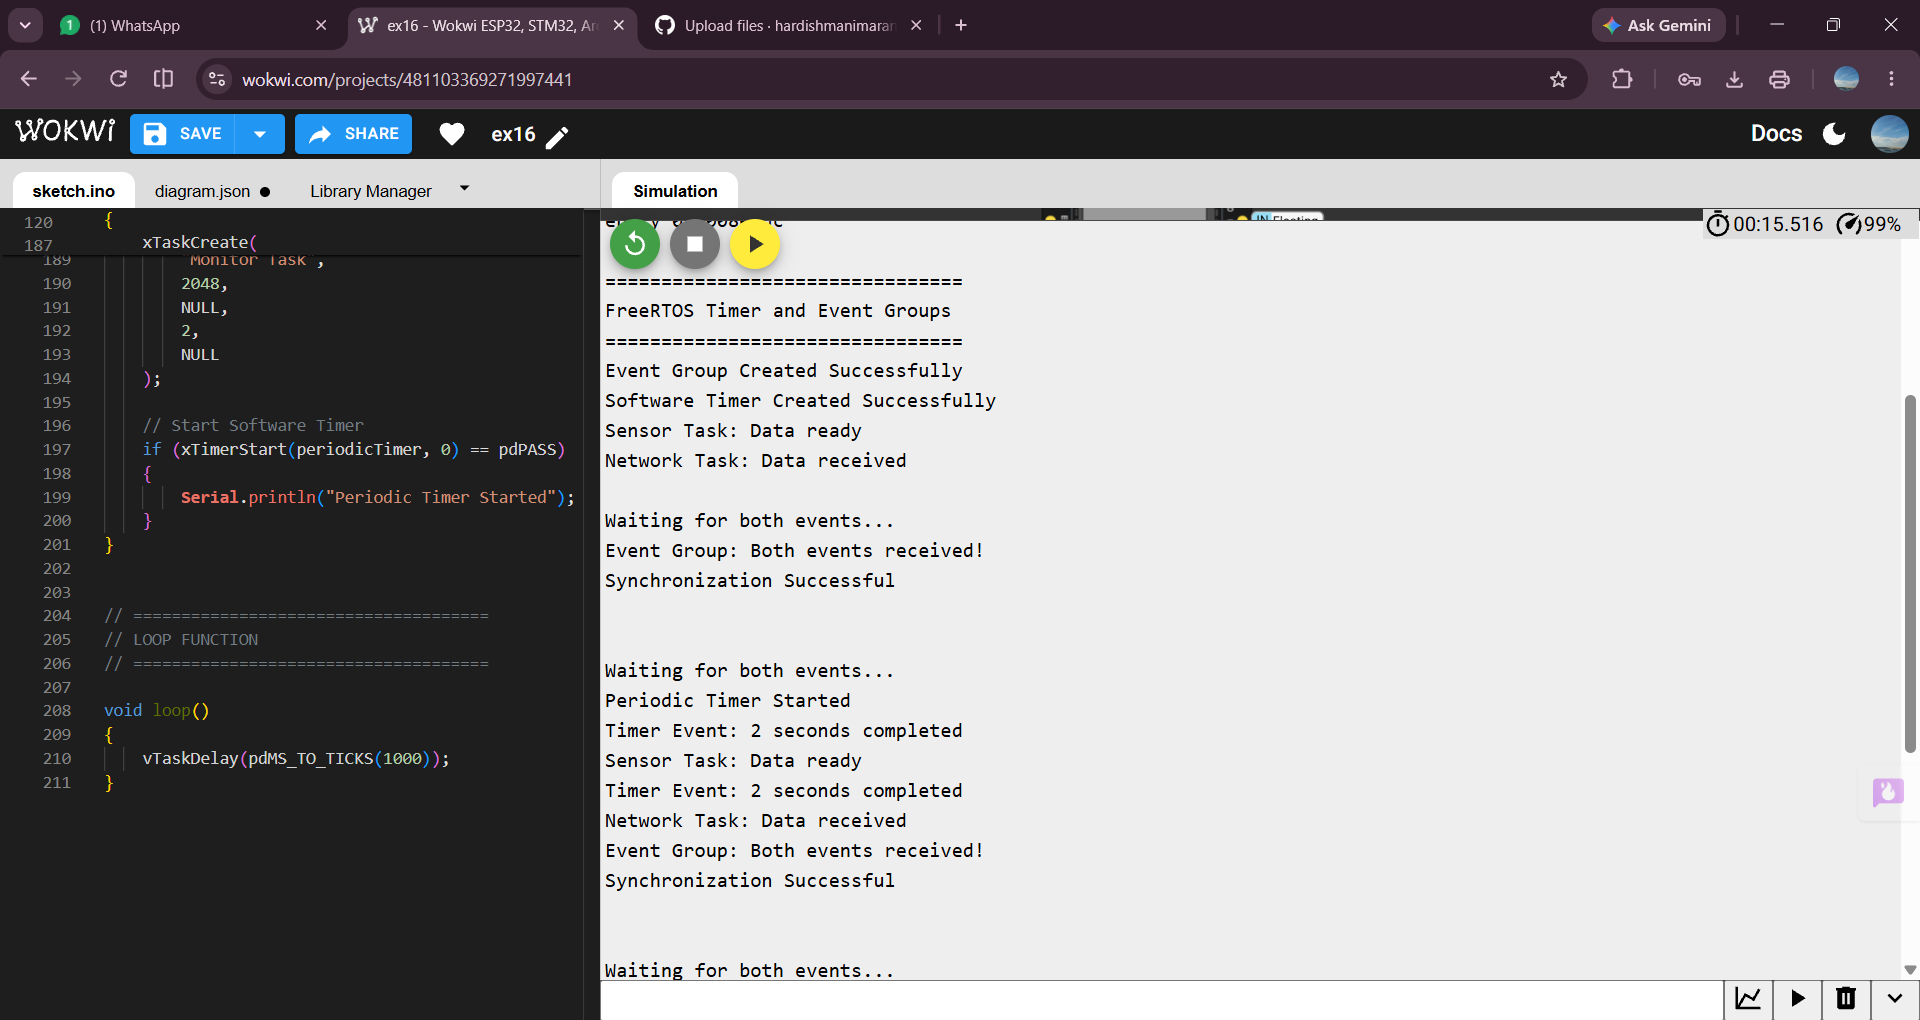 1 (1) WhatsApp
ex16 - Wokwi ESP32, STM32, Ar
Upload files · hardishmanimaran
Ask Gemini
wokwi.com/projects/481103369271997441
WOKWI
SAVE
SHARE
ex16
Docs
sketch.ino
diagram.json ●
Library Manager
Simulation
120 {
187 xTaskCreate(
189 "Monitor Task",
190 2048,
191 NULL,
192 2,
193 NULL
194 );
195
196 // Start Software Timer
197 if (xTimerStart(periodicTimer, 0) == pdPASS)
198 {
199 Serial.println("Periodic Timer Started");
200 }
201 }
202
203
204 // =====================================
205 // LOOP FUNCTION
206 // =====================================
207
208 void loop()
209 {
210 vTaskDelay(pdMS_TO_TICKS(1000));
211 }
IN Floating
00:15.516 99%
================================
FreeRTOS Timer and Event Groups
================================
Event Group Created Successfully
Software Timer Created Successfully
Sensor Task: Data ready
Network Task: Data received
Waiting for both events...
Event Group: Both events received!
Synchronization Successful
Waiting for both events...
Periodic Timer Started
Timer Event: 2 seconds completed
Sensor Task: Data ready
Timer Event: 2 seconds completed
Network Task: Data received
Event Group: Both events received!
Synchronization Successful
Waiting for both events...